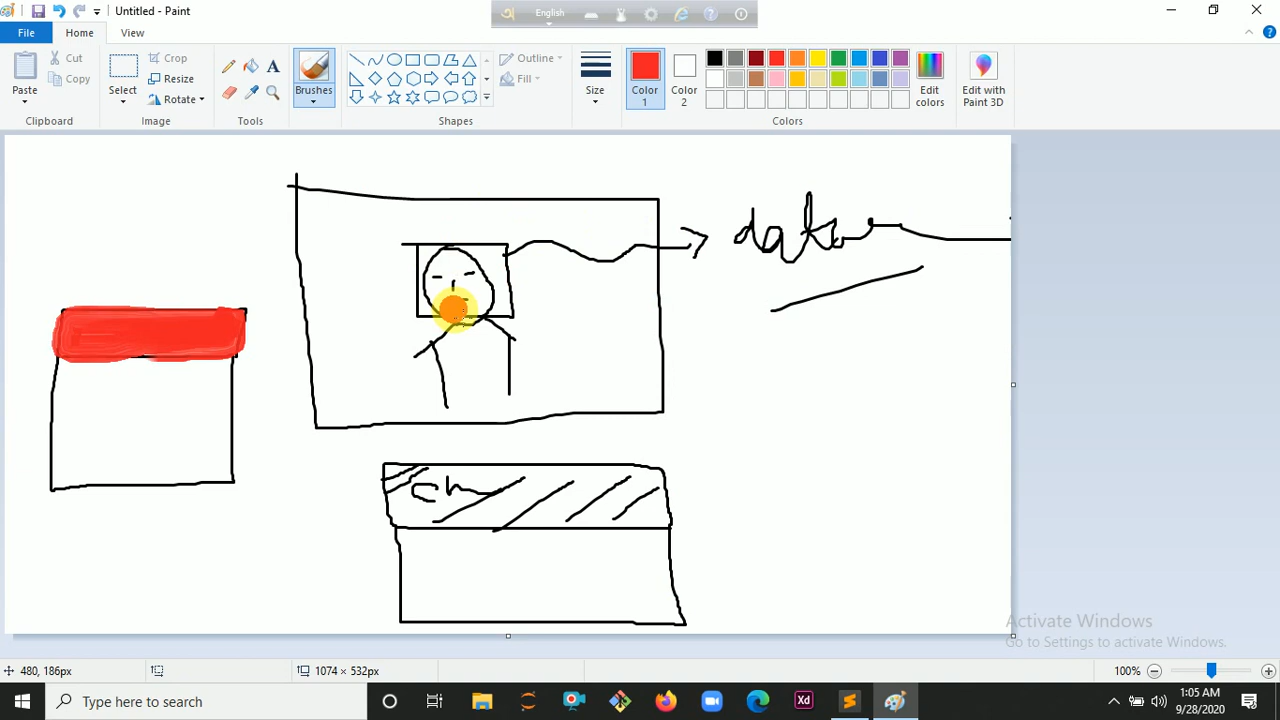 Untitled - Paint
English
File Home View
Paste
Cut
Copy
Select
Crop
Resize
Rotate
A
Brushes
Outline
Fill
Size
Color 1
Color 2
Edit colors
Edit with Paint 3D
Clipboard Image Tools Shapes Colors
data
Ch
Activate Windows
Go to Settings to activate Windows.
480, 186px
1074 × 532px
100%
Type here to search
Xd
1:05 AM
9/28/2020